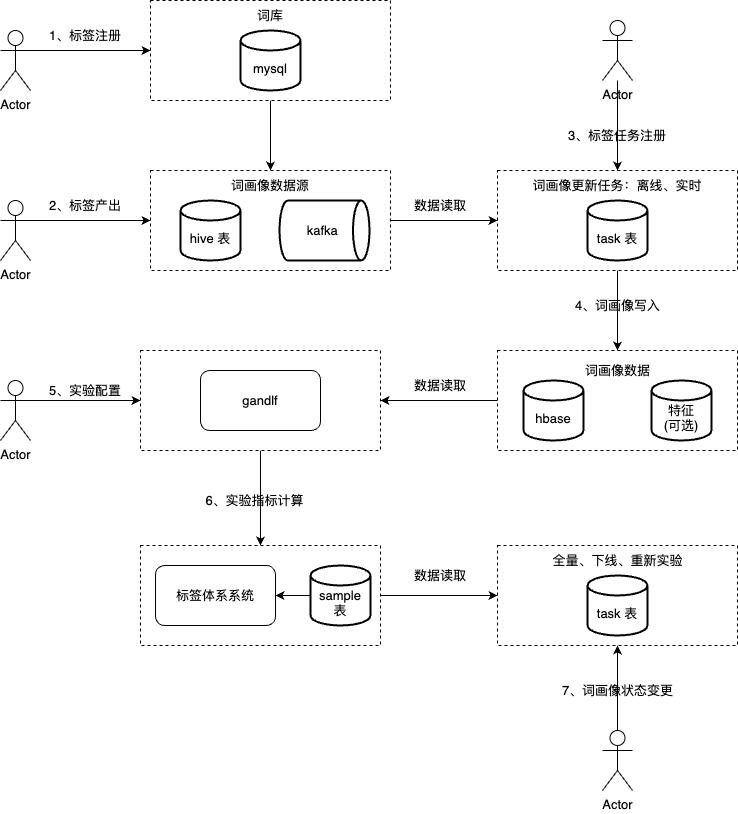 词库
1、标签注册
mysql
Actor
Actor
3、标签任务注册
词画像数据源
词画像更新任务：离线、实时
2、标签产出
数据读取
hive 表
kafka
task 表
Actor
4、词画像写入
词画像数据
5、实验配置
数据读取
gandlf
hbase
特征
(可选)
Actor
6、实验指标计算
全量、下线、重新实验
数据读取
标签体系系统
sample
表
task 表
7、词画像状态变更
Actor